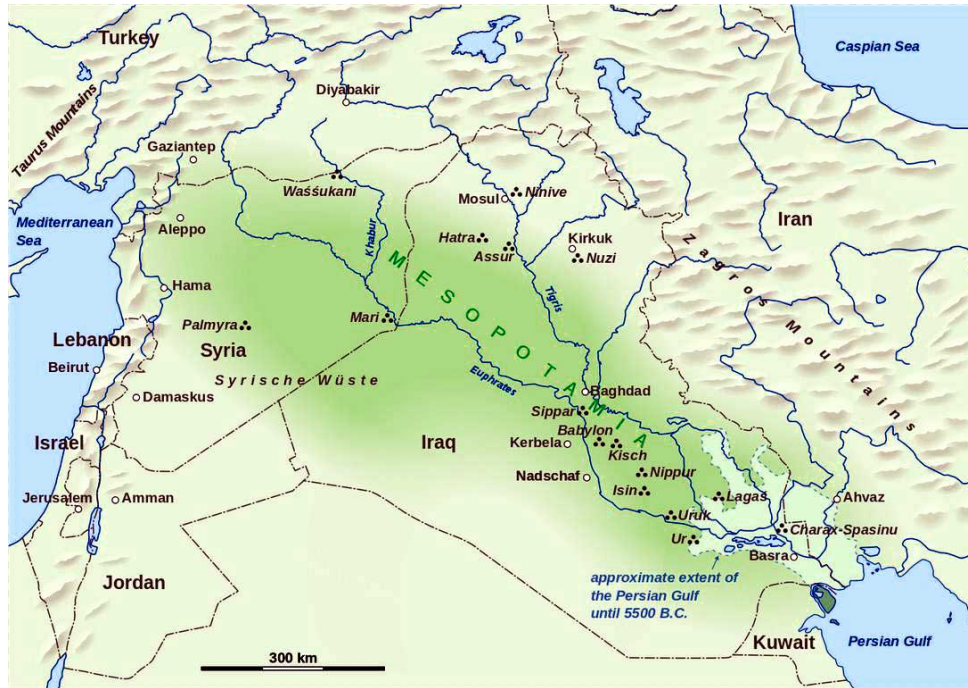 Turkey
Caspian Sea
Taurus Mountains
Diyabakir
Gaziantep
Wassukani
Mosul
Ninive
Mediterranean
Sea
Aleppo
Iran
Khabur
Hatra
Assur
Kirkuk
Nuzi
Zagros Mountains
MESOPOTAMIA
Tigris
Hama
Mari
Palmyra
Lebanon
Syria
Beirut
Syrische Wüste
Euphrates
Baghdad
Damaskus
Sippar
Babylon
Israel
Iraq
Kerbela
Kisch
Nadschaf
Nippur
Isin
Lagas
Ahvaz
Jerusalem
Amman
Uruk
Charax-Spasinu
Ur
Basra
Jordan
approximate extent of
the Persian Gulf
until 5500 B.C.
Kuwait
Persian Gulf
300 km